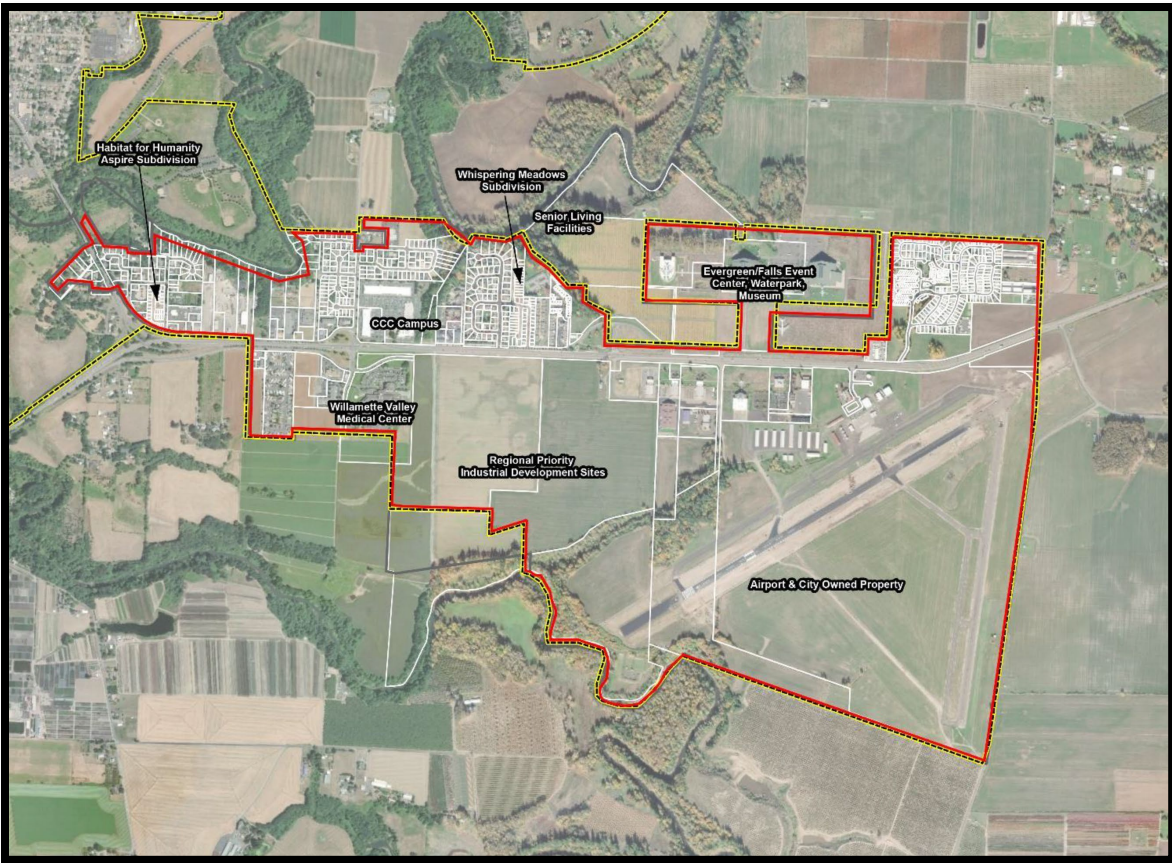 Habitat for Humanity
Aspire Subdivision
Whispering Meadows
Subdivision
Senior Living
Facilities
Evergreen/Falls Event
Center, Waterpark,
Museum
CCC Campus
Willamette Valley
Medical Center
Regional Priority
Industrial Development Sites
Airport & City Owned Property